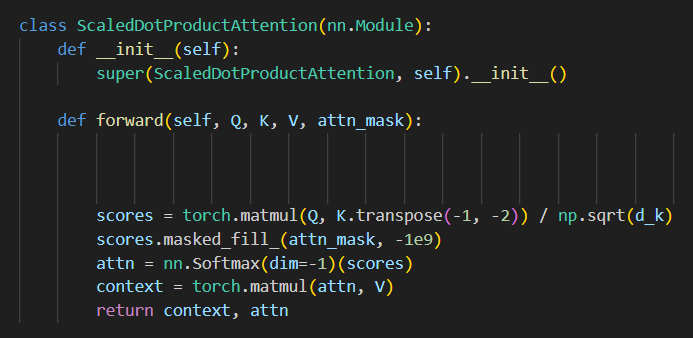 class ScaledDotProductAttention(nn.Module):
    def __init__(self):
        super(ScaledDotProductAttention, self).__init__()

    def forward(self, Q, K, V, attn_mask):

        scores = torch.matmul(Q, K.transpose(-1, -2)) / np.sqrt(d_k)
        scores.masked_fill_(attn_mask, -1e9)
        attn = nn.Softmax(dim=-1)(scores)
        context = torch.matmul(attn, V)
        return context, attn